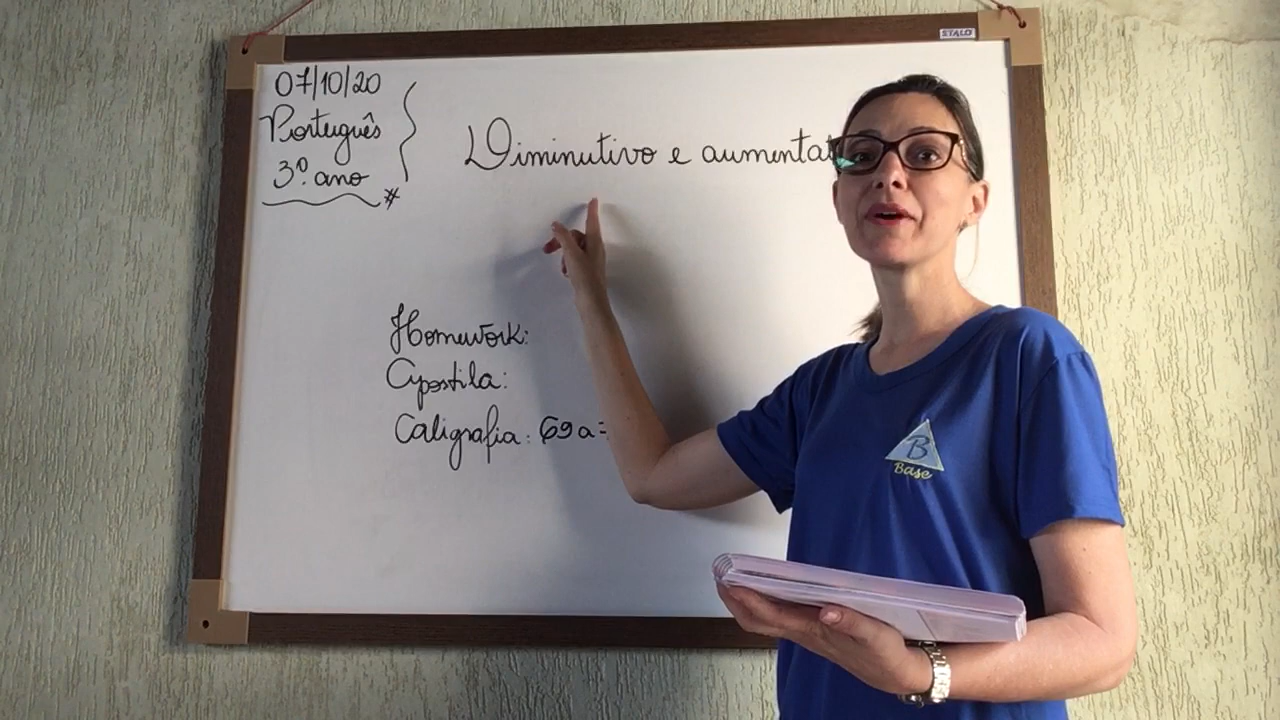 STALO
07/10/20
Português
3º. ano
Diminutivo e aumentat
Homework:
Apostila:
Caligrafia: 69 a
B
Base